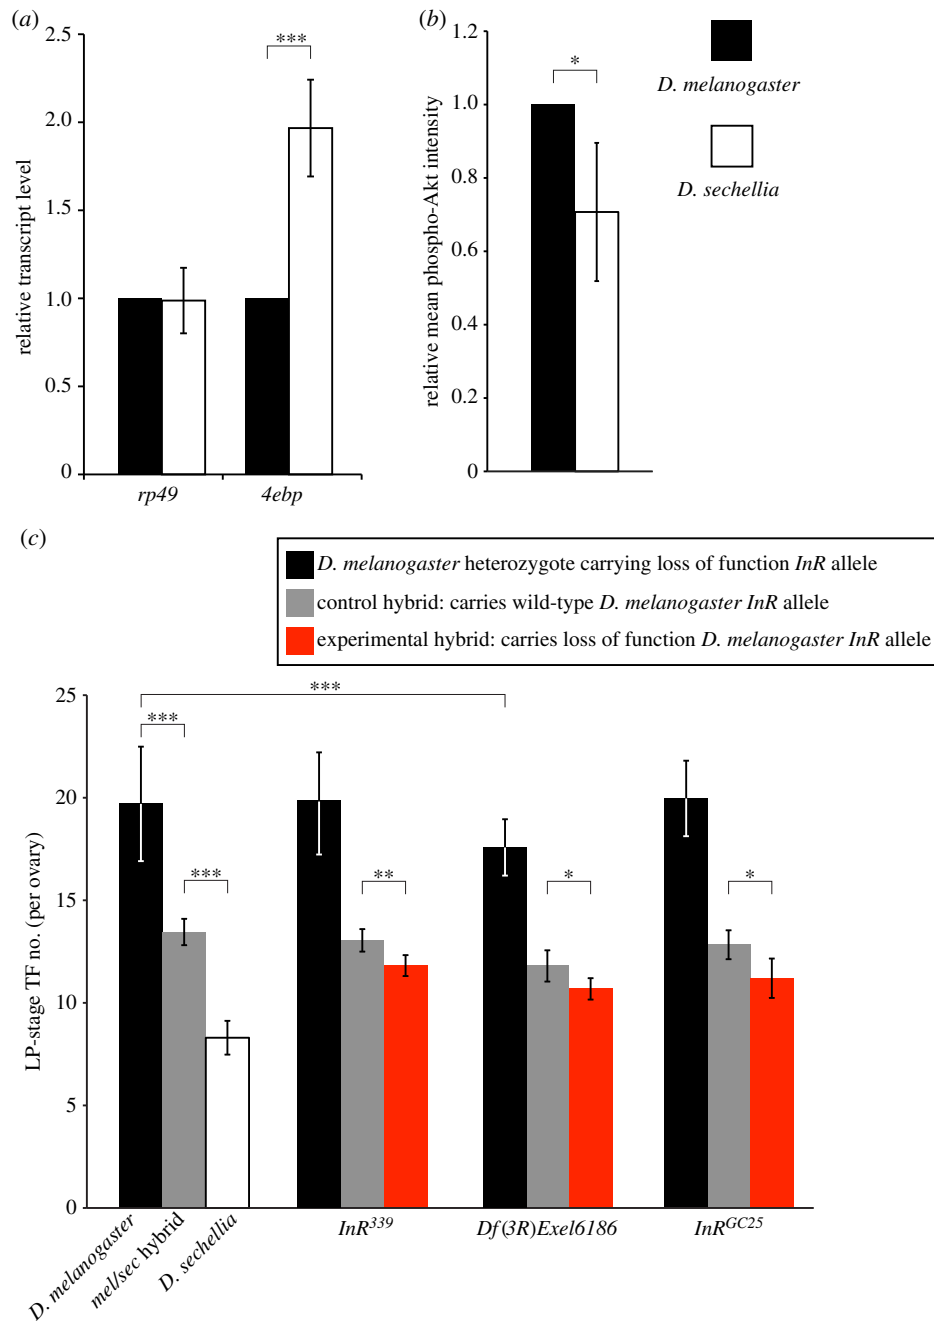 (a)
2.5
2.0
1.5
1.0
0.5
0
relative transcript level
***
rp49
4ebp
(b)
1.2
1.0
0.8
0.6
0.4
0.2
0
relative mean phospho-Akt intensity
*
D. melanogaster
D. sechellia
(c)
D. melanogaster heterozygote carrying loss of function InR allele
control hybrid: carries wild-type D. melanogaster InR allele
experimental hybrid: carries loss of function D. melanogaster InR allele
25
20
15
10
5
0
LP-stage TF no. (per ovary)
***
***
***
**
*
*
D. melanogaster
mel/sec hybrid
D. sechellia
InR339
Df(3R)Exel6186
InRGC25